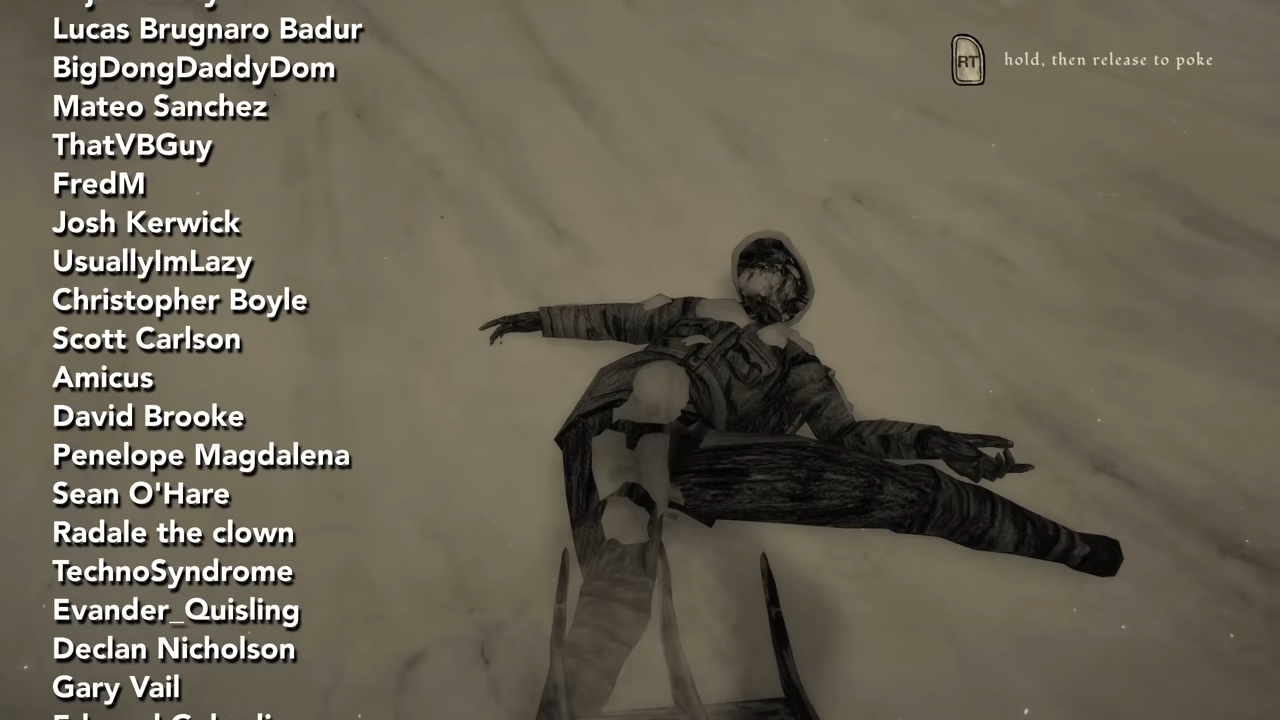 Lucas Brugnaro Badur
BigDongDaddyDom
Mateo Sanchez
ThatVBGuy
FredM
Josh Kerwick
UsuallyImLazy
Christopher Boyle
Scott Carlson
Amicus
David Brooke
Penelope Magdalena
Sean O'Hare
Radale the clown
TechnoSyndrome
Evander_Quisling
Declan Nicholson
Gary Vail
RT hold, then release to poke